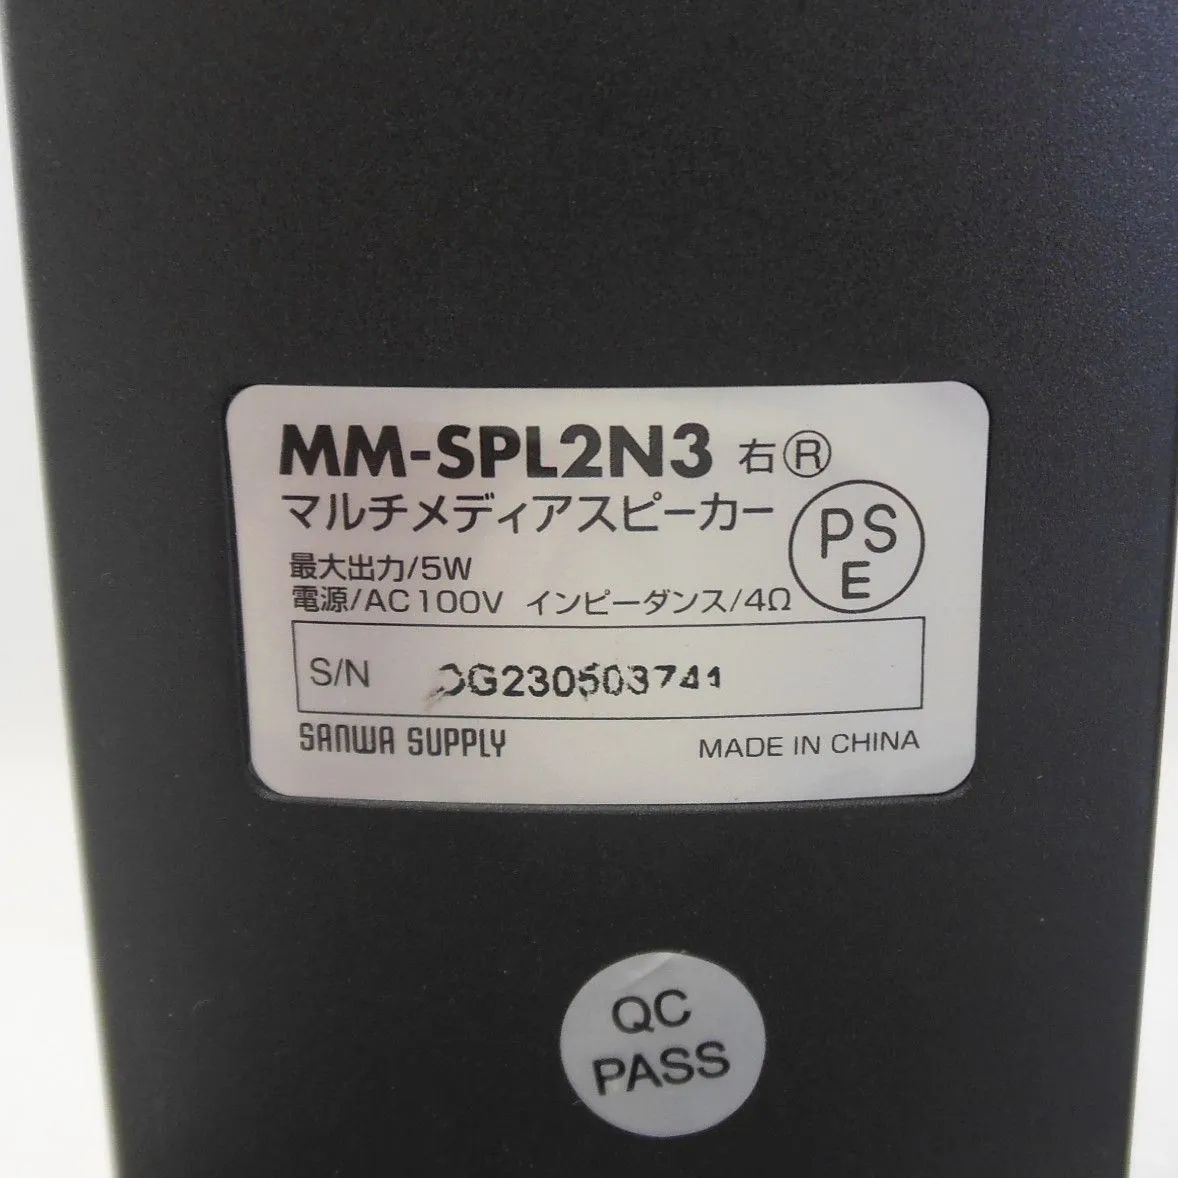 MM-SPL2N3 右Ⓡ
マルチメディアスピーカー
PS
E
最大出力/5W
電源/AC100V インピーダンス/4Ω
S/N
SANWA SUPPLY
MADE IN CHINA
QC
PASS